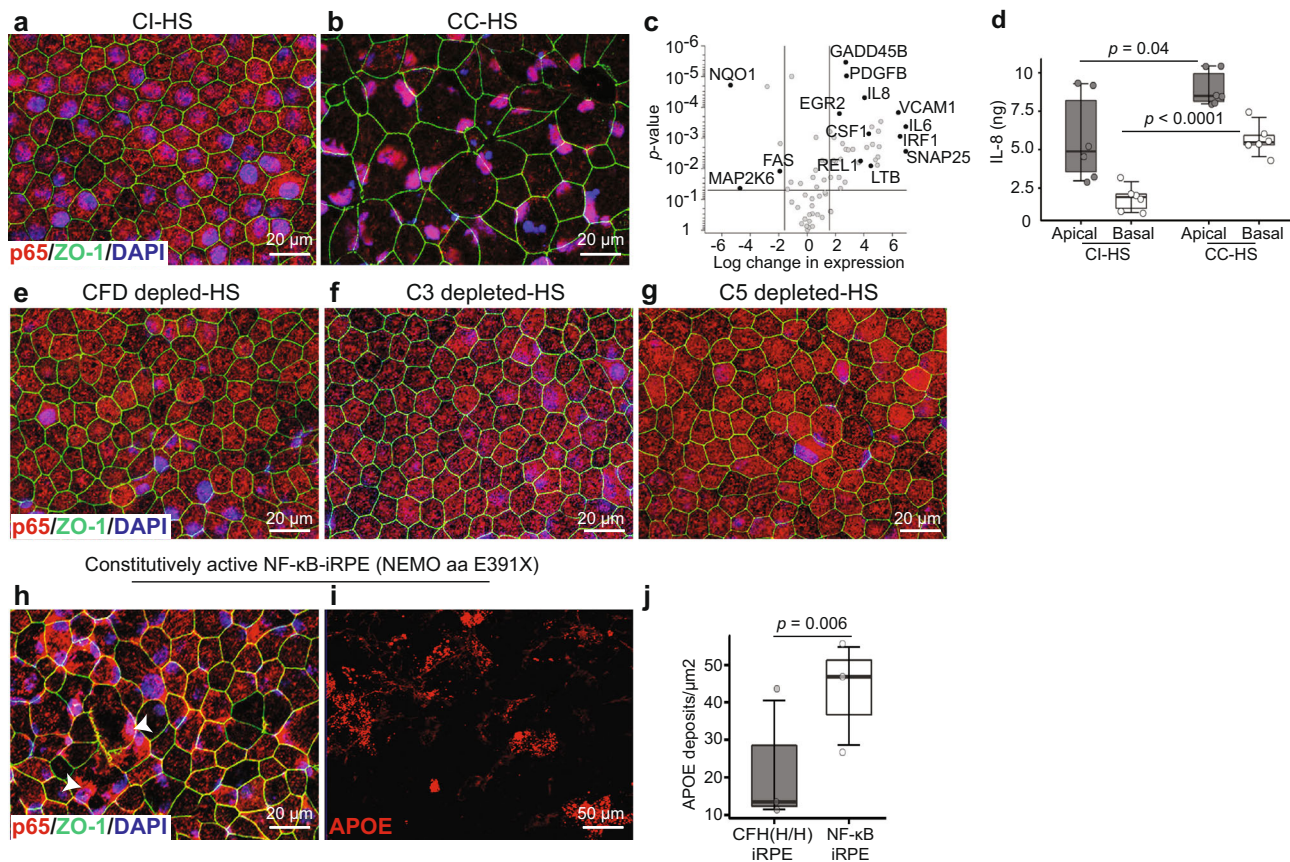 a CI-HS
p65/ZO-1/DAPI 20 µm
b CC-HS
20 µm
c
p-value
10-6
10-5
10-4
10-3
10-2
10-1
1
NQO1
GADD45B
PDGFB
IL8
EGR2
VCAM1
CSF1
IL6
IRF1
SNAP25
FAS
REL1
LTB
MAP2K6
-6 -4 -2 0 2 4 6
Log change in expression
d
p = 0.04
p < 0.0001
IL-8 (ng)
10
7.5
5.0
2.5
0
Apical Basal Apical Basal
CI-HS CC-HS
e CFD depled-HS
p65/ZO-1/DAPI 20 µm
f C3 depleted-HS
20 µm
g C5 depleted-HS
20 µm
Constitutively active NF-κB-iRPE (NEMO aa E391X)
h
p65/ZO-1/DAPI 20 µm
i
APOE 50 µm
j
p = 0.006
APOE deposits/µm2
50
40
30
20
10
CFH(H/H) NF-κB
iRPE iRPE